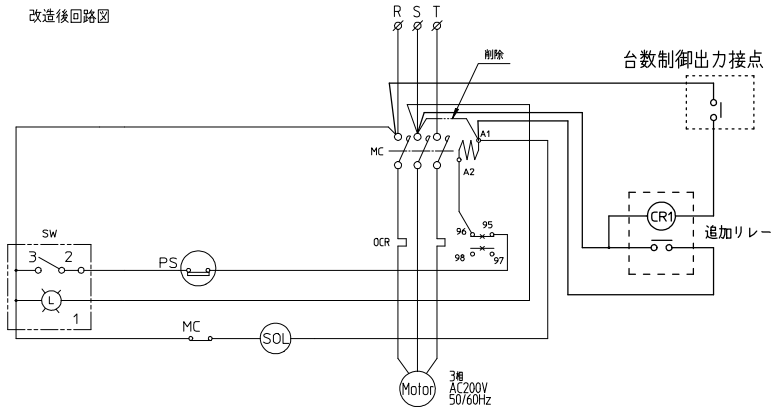 改造後回路図
R S T
削除
台数制御出力接点
A1
MC
A2
SW
96 95
OCR
CR1
追加リレー
3 2
PS
98 97
L
1
MC
SOL
Motor
3相
AC200V
50/60Hz